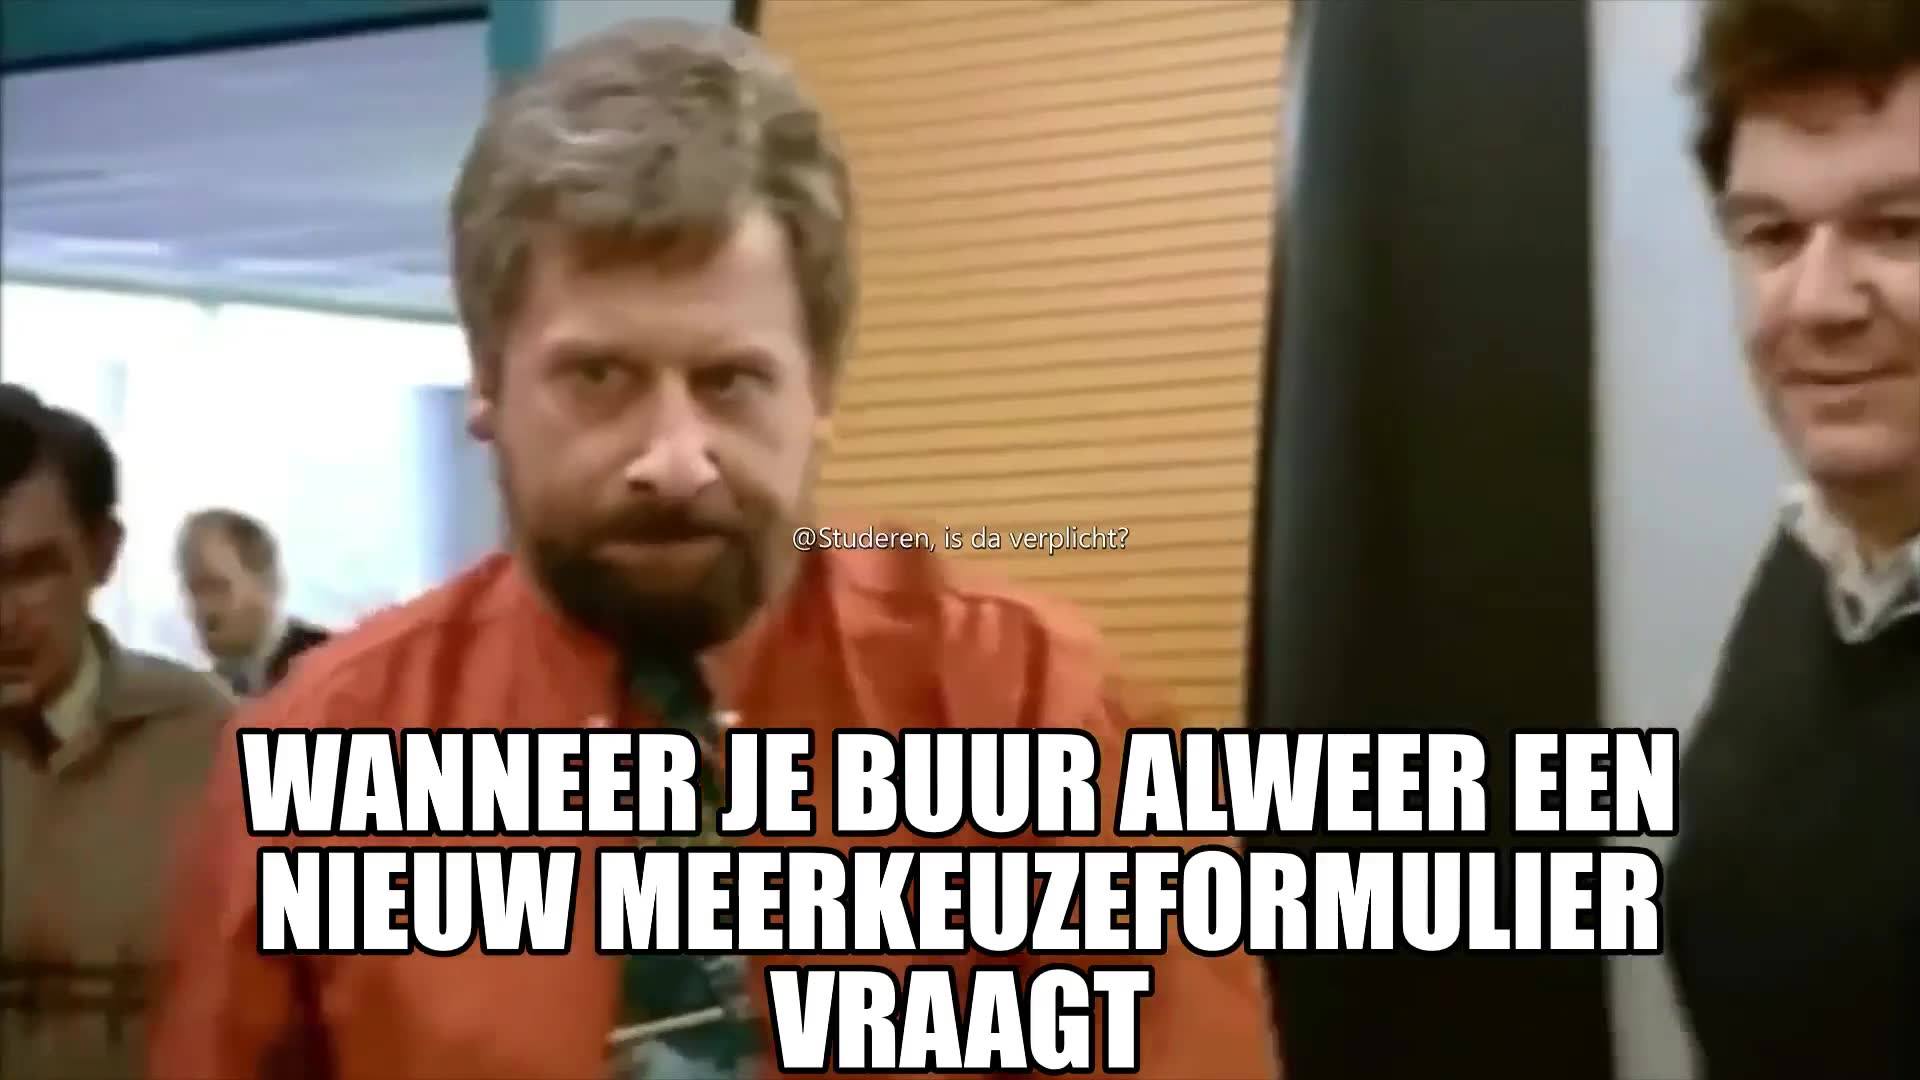 @Studeren, is da verplicht?
WANNEER JE BUUR ALWEER EEN
NIEUW MEERKEUZEFORMULIER
VRAAGT